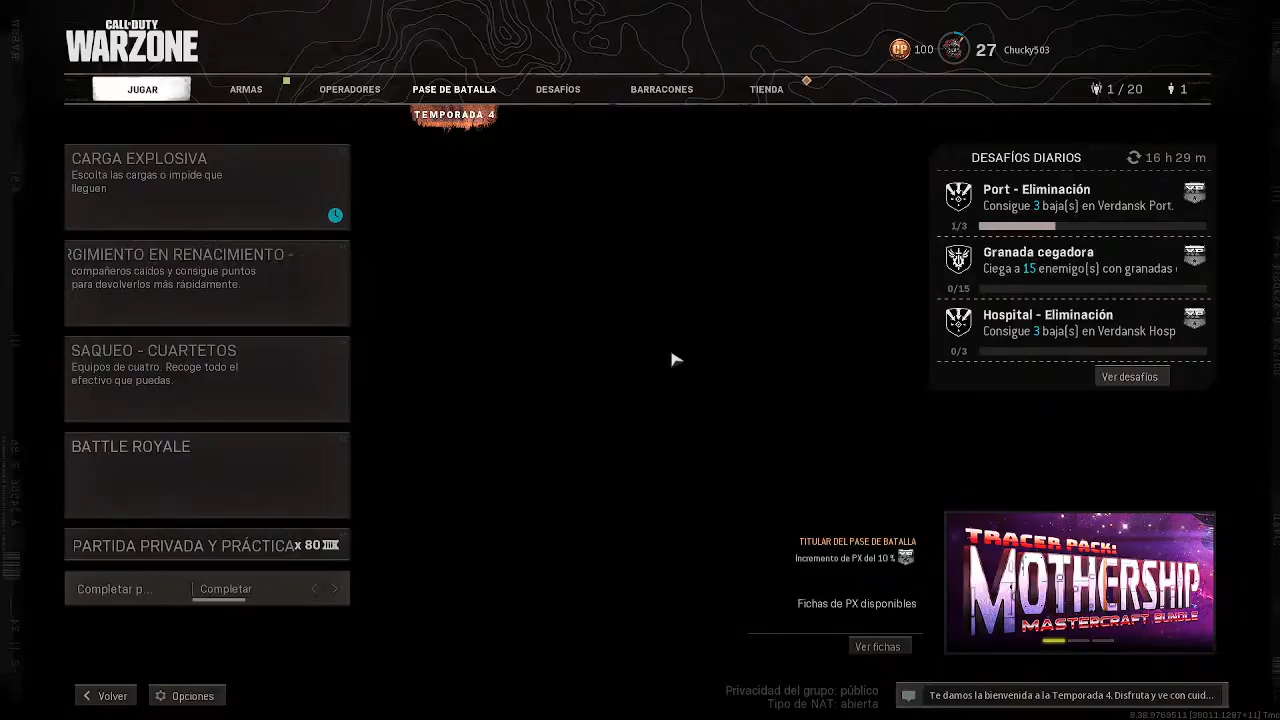 CALL OF DUTY
WARZONE
CP 100
27
Chucky503
JUGAR
ARMAS
OPERADORES
PASE DE BATALLA
DESAFÍOS
BARRACONES
TIENDA
1 / 20
1
TEMPORADA 4
CARGA EXPLOSIVA
Escolta las cargas o impide que
lleguen
RGIMIENTO EN RENACIMIENTO -
compañeros caídos y consigue puntos
para devolverlos más rápidamente.
SAQUEO - CUARTETOS
Equipos de cuatro. Recoge todo el
efectivo que puedas.
BATTLE ROYALE
PARTIDA PRIVADA Y PRÁCTICA
x 80
Completar p...
Completar
DESAFÍOS DIARIOS
16 h 29 m
Port - Eliminación
Consigue 3 baja(s) en Verdansk Port.
1/3
Granada cegadora
Ciega a 15 enemigo(s) con granadas
0/15
Hospital - Eliminación
Consigue 3 baja(s) en Verdansk Hosp
0/3
Ver desafíos
TITULAR DEL PASE DE BATALLA
Incremento de PX del 10 %
Fichas de PX disponibles
Ver fichas
TRACER PACK:
MOTHERSHIP
MASTERCRAFT BUNDLE
Volver
Opciones
Privacidad del grupo: público
Tipo de NAT: abierta
Te damos la bienvenida a la Temporada 4. Disfruta y ve con cuid...